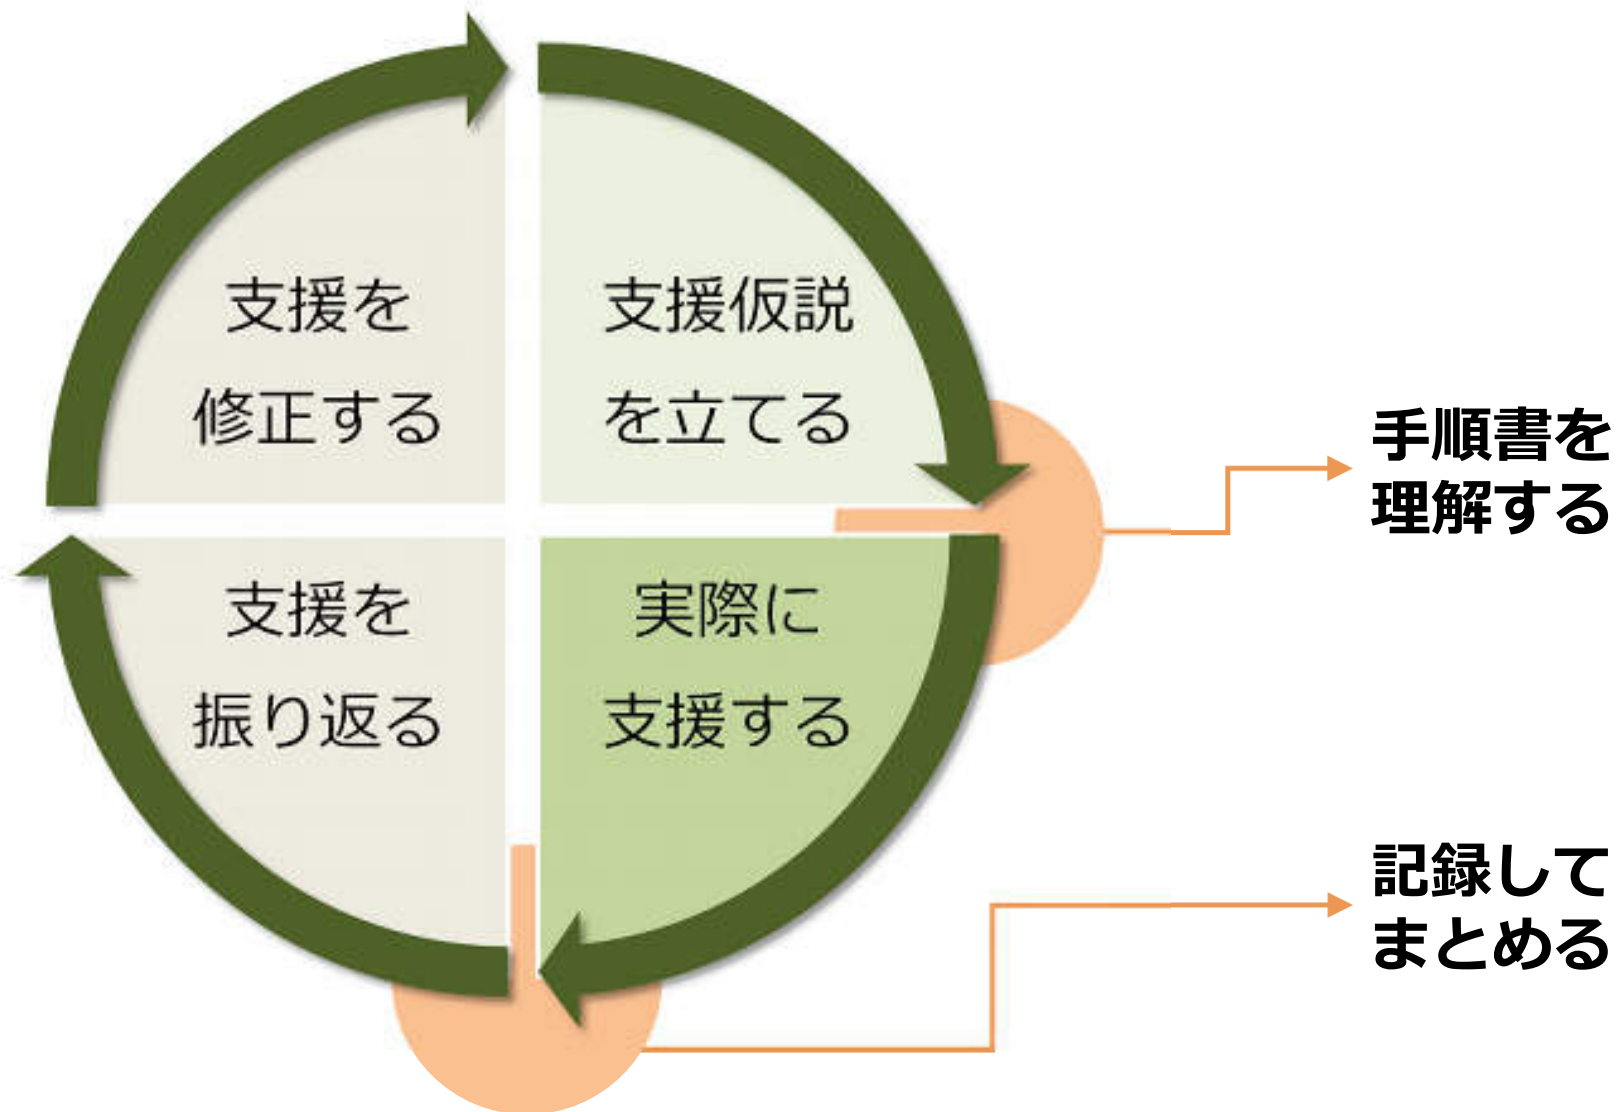 支援を
修正する
支援仮説
を立てる
手順書を
理解する
支援を
振り返る
実際に
支援する
記録して
まとめる